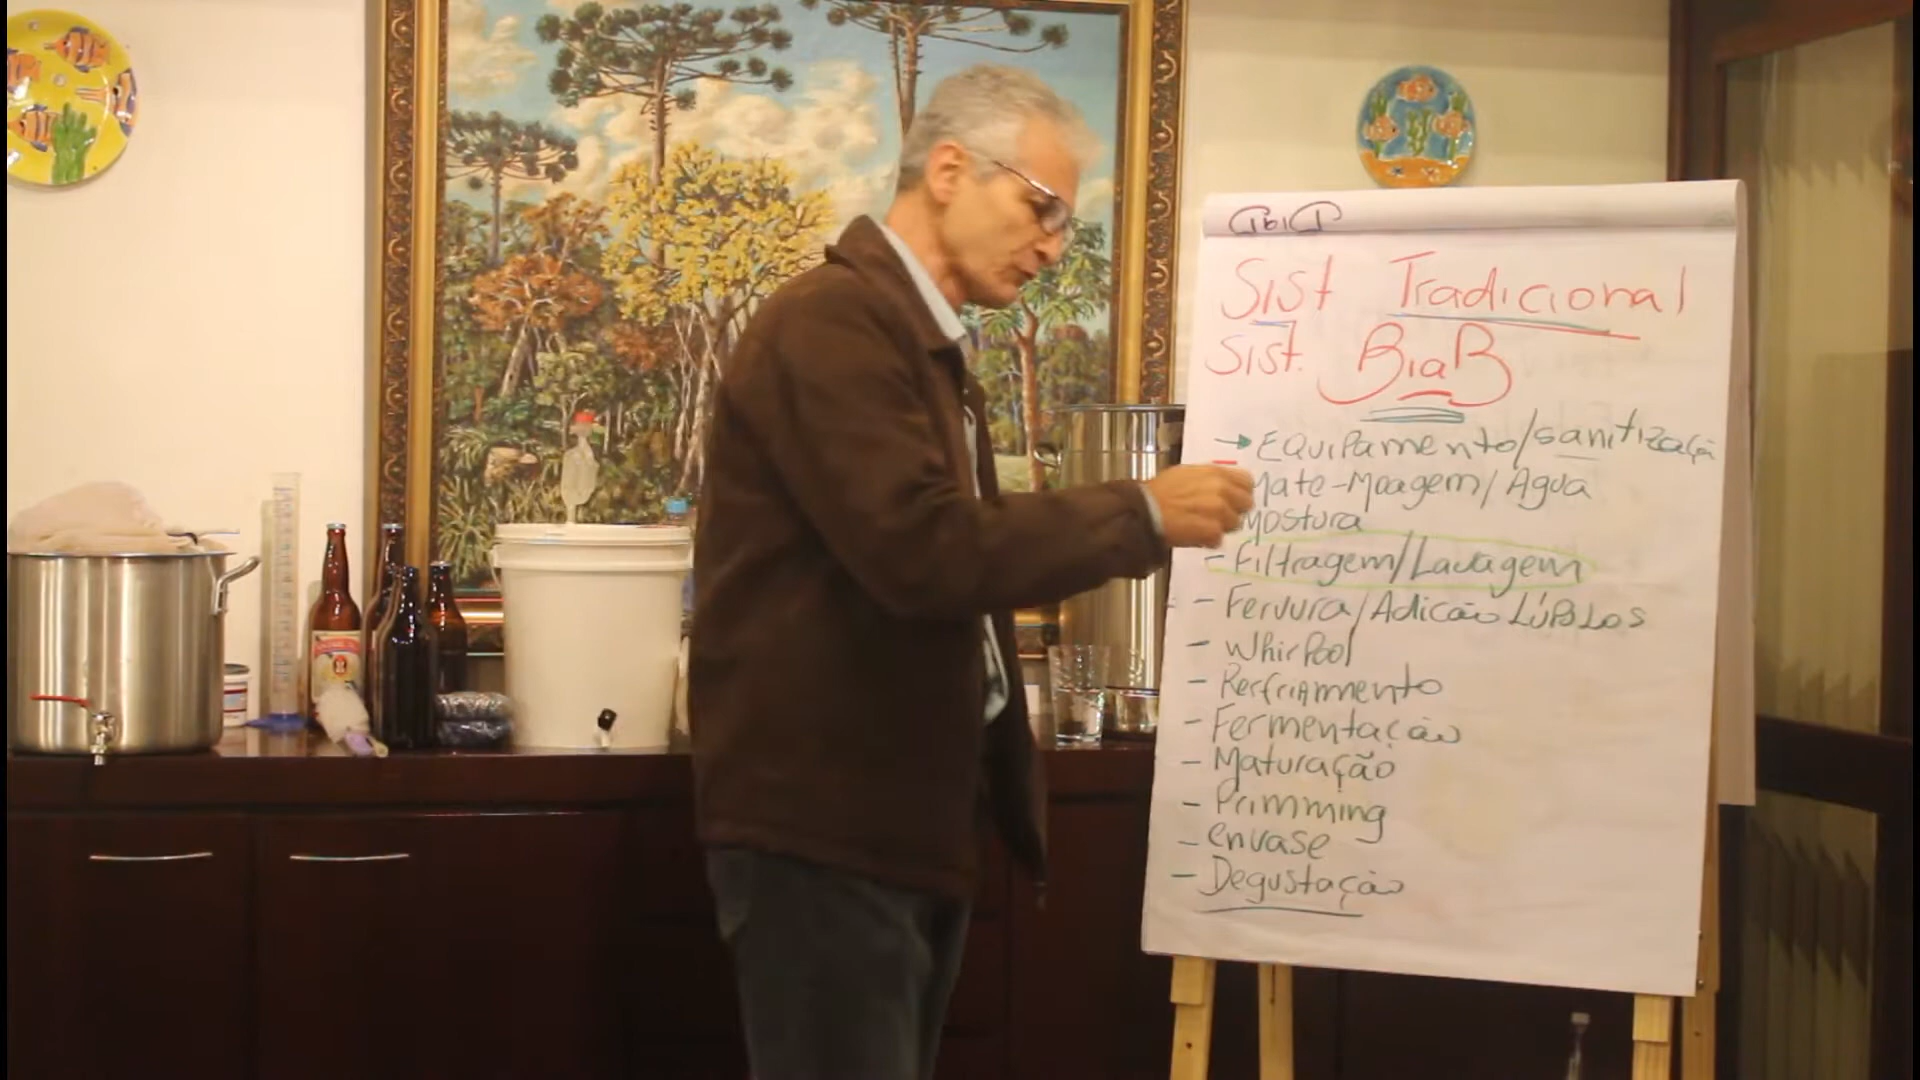 Sist Tradicional
Sist. BiaB
→ Equipamento/sanitização
Malte-Moagem/Agua
Mostura
- Filtragem/Lavagem
- Fervura/Adicão LúPuLos
- Whirpool
- Resfriamento
- Fermentação
- Maturação
- Primming
- envase
- Degustação